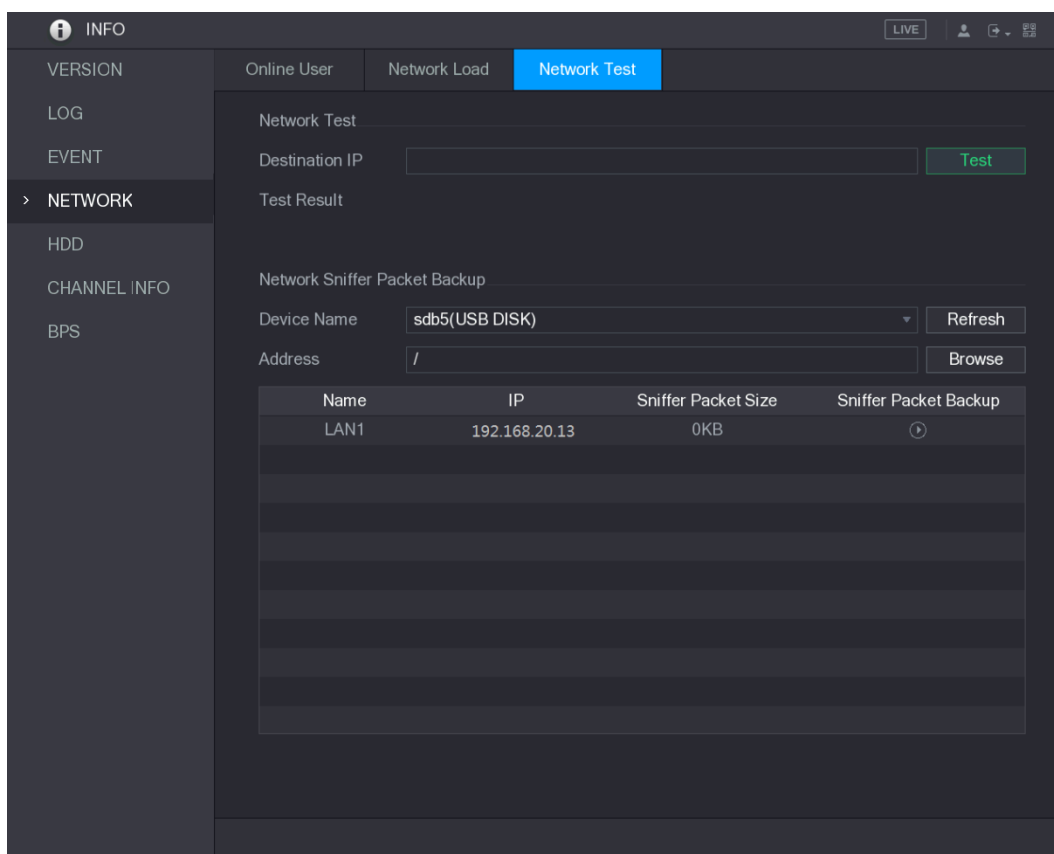 INFO LIVE
VERSION
LOG
EVENT
NETWORK
HDD
CHANNEL INFO
BPS
Online User Network Load Network Test
Network Test
Destination IP Test
Test Result
Network Sniffer Packet Backup
Device Name sdb5(USB DISK) Refresh
Address / Browse
Name IP Sniffer Packet Size Sniffer Packet Backup
LAN1 192.168.20.13 0KB